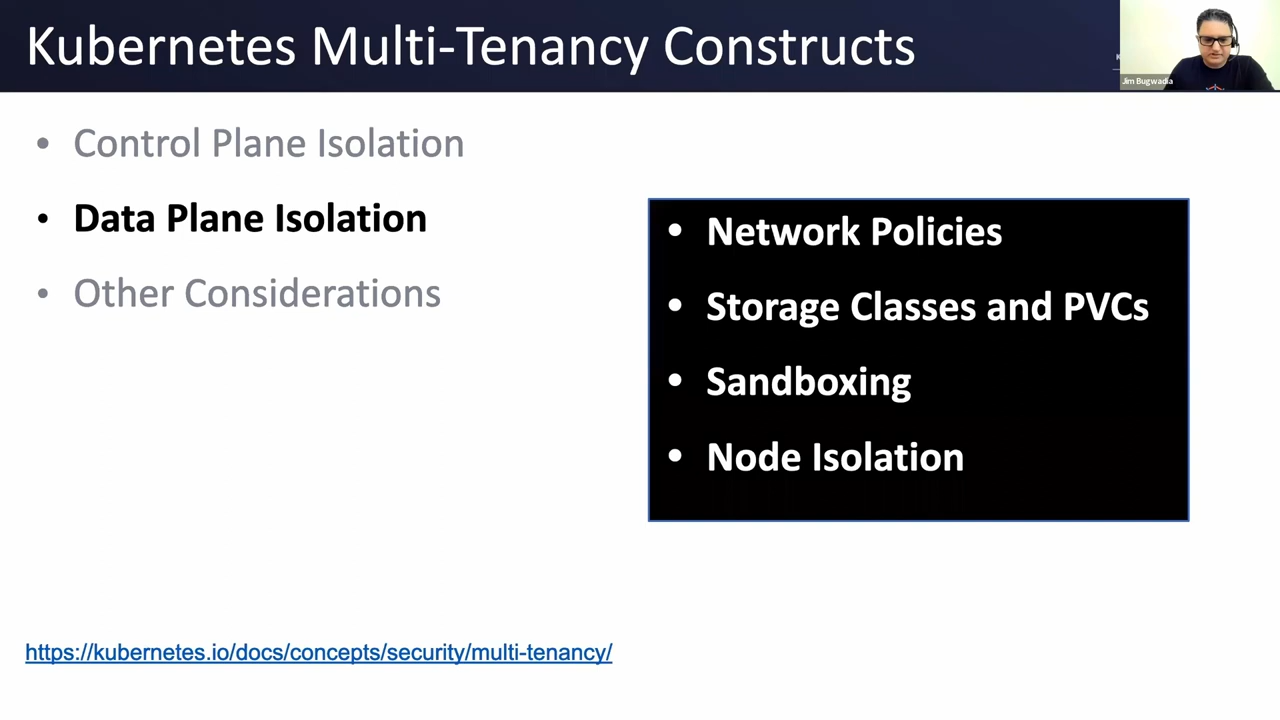 Kubernetes Multi-Tenancy Constructs
Jim Bugwadia
• Control Plane Isolation
• Data Plane Isolation
• Other Considerations
• Network Policies
• Storage Classes and PVCs
• Sandboxing
• Node Isolation
https://kubernetes.io/docs/concepts/security/multi-tenancy/